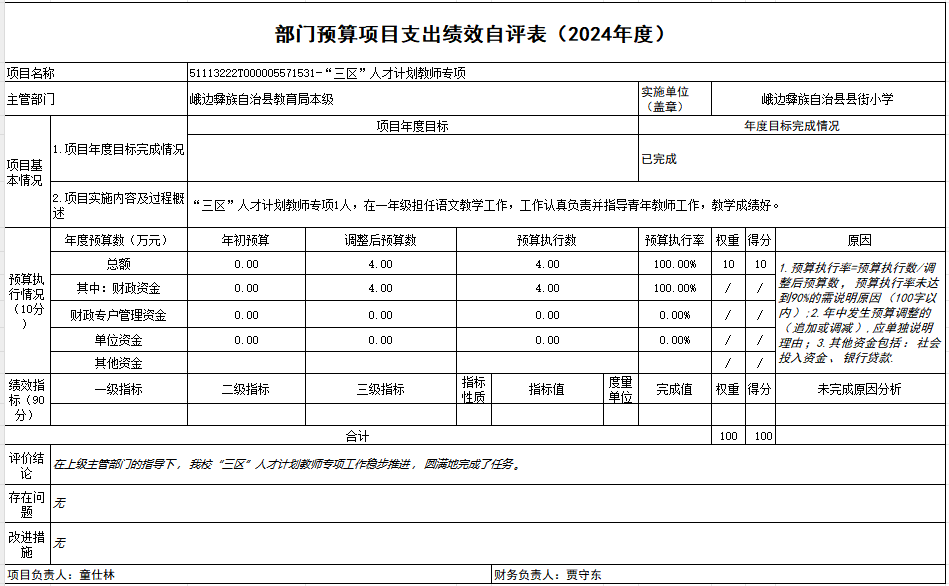 部门预算项目支出绩效自评表（2024年度）
项目名称 51113222T000005571531-“三区”人才计划教师专项
主管部门 峨边彝族自治县教育局本级 实施单位（盖章） 峨边彝族自治县县街小学
项目基本情况
1.项目年度目标完成情况 项目年度目标 年度目标完成情况
已完成
2.项目实施内容及过程概述 “三区”人才计划教师专项1人，在一年级担任语文教学工作，工作认真负责并指导青年教师工作，教学成绩好。
预算执行情况（10分）
年度预算数（万元） 年初预算 调整后预算数 预算执行数 预算执行率 权重 得分 原因
总额 0.00 4.00 4.00 100.00% 10 10
其中：财政资金 0.00 4.00 4.00 100.00% / /
财政专户管理资金 0.00 0.00 0.00 0.00% / /
单位资金 0.00 0.00 0.00 0.00% / /
其他资金 / /
1.预算执行率=预算执行数/调
整后预算数，预算执行率未达
到90%的需说明原因（100字以
内）;2.年中发生预算调整的
（追加或调减），应单独说明
理由；3.其他资金包括：社会
投入资金、银行贷款.
绩效指标（90分）
一级指标 二级指标 三级指标 指标性质 指标值 度量单位 完成值 权重 得分 未完成原因分析
合计 100 100
评价结论 在上级主管部门的指导下，我校“三区”人才计划教师专项工作稳步推进，圆满地完成了任务。
存在问题 无
改进措施 无
项目负责人：童仕林 财务负责人：贾守东